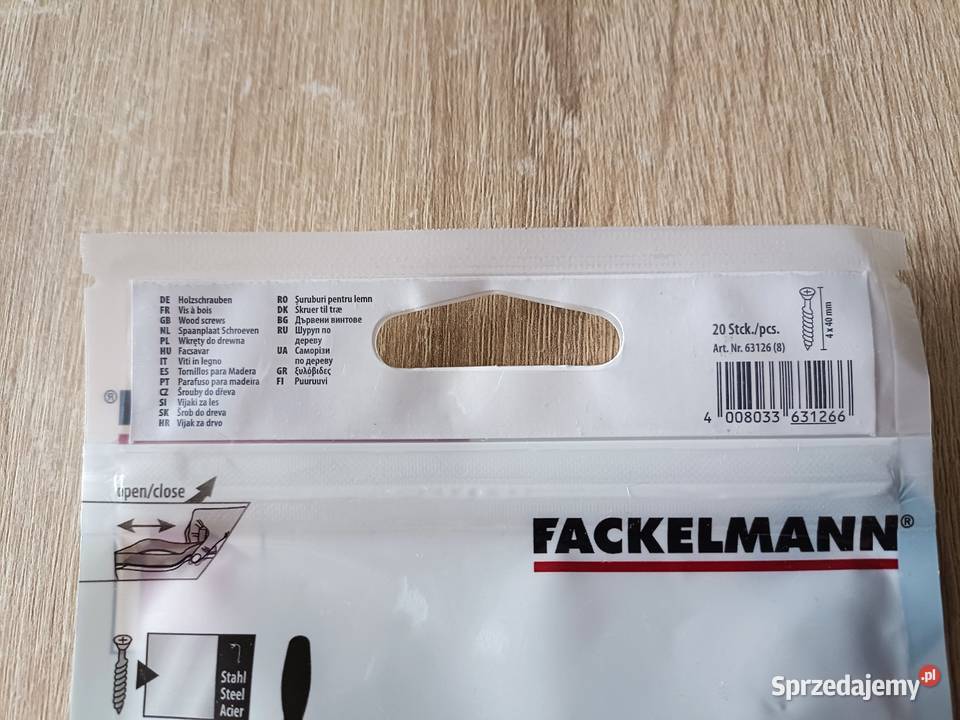 DE Holzschrauben
FR Vis à bois
GB Wood screws
NL Spaanplaat Schroeven
PL Wkręty do drewna
HU Facsavar
IT Viti in legno
ES Tornillos para Madera
PT Parafuso para madeira
CZ Šrouby do dřeva
SI Vijaki za les
SK Šrob do dreva
HR Vijak za drvo
RO Șuruburi pentru lemn
DK Skruer til træ
BG Дървени винтове
RU Шуруп по
дереву
UA Саморізи
по дереву
GR ξυλόβιδες
FI Puuruuvi
20 Stck./pcs.
Art. Nr. 63126 (8)
4 x 40 mm
4 008033 631266
®
open/close
FACKELMANN®
Stahl
Steel
Acier
Sprzedajemy.pl